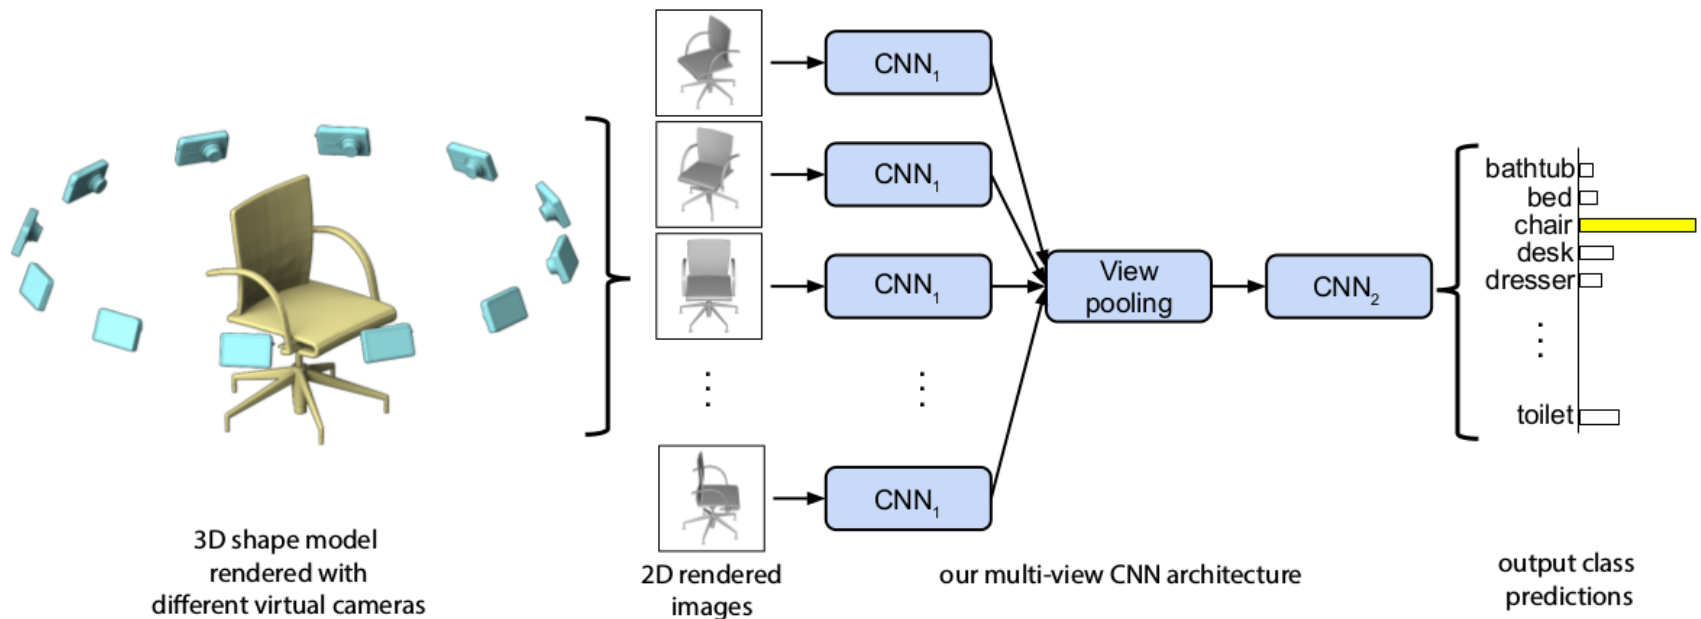 CNN₁
CNN₁
CNN₁
CNN₁
View
pooling
CNN₂
bathtub
bed
chair
desk
dresser
toilet
3D shape model
rendered with
different virtual cameras
2D rendered
images
our multi-view CNN architecture
output class
predictions